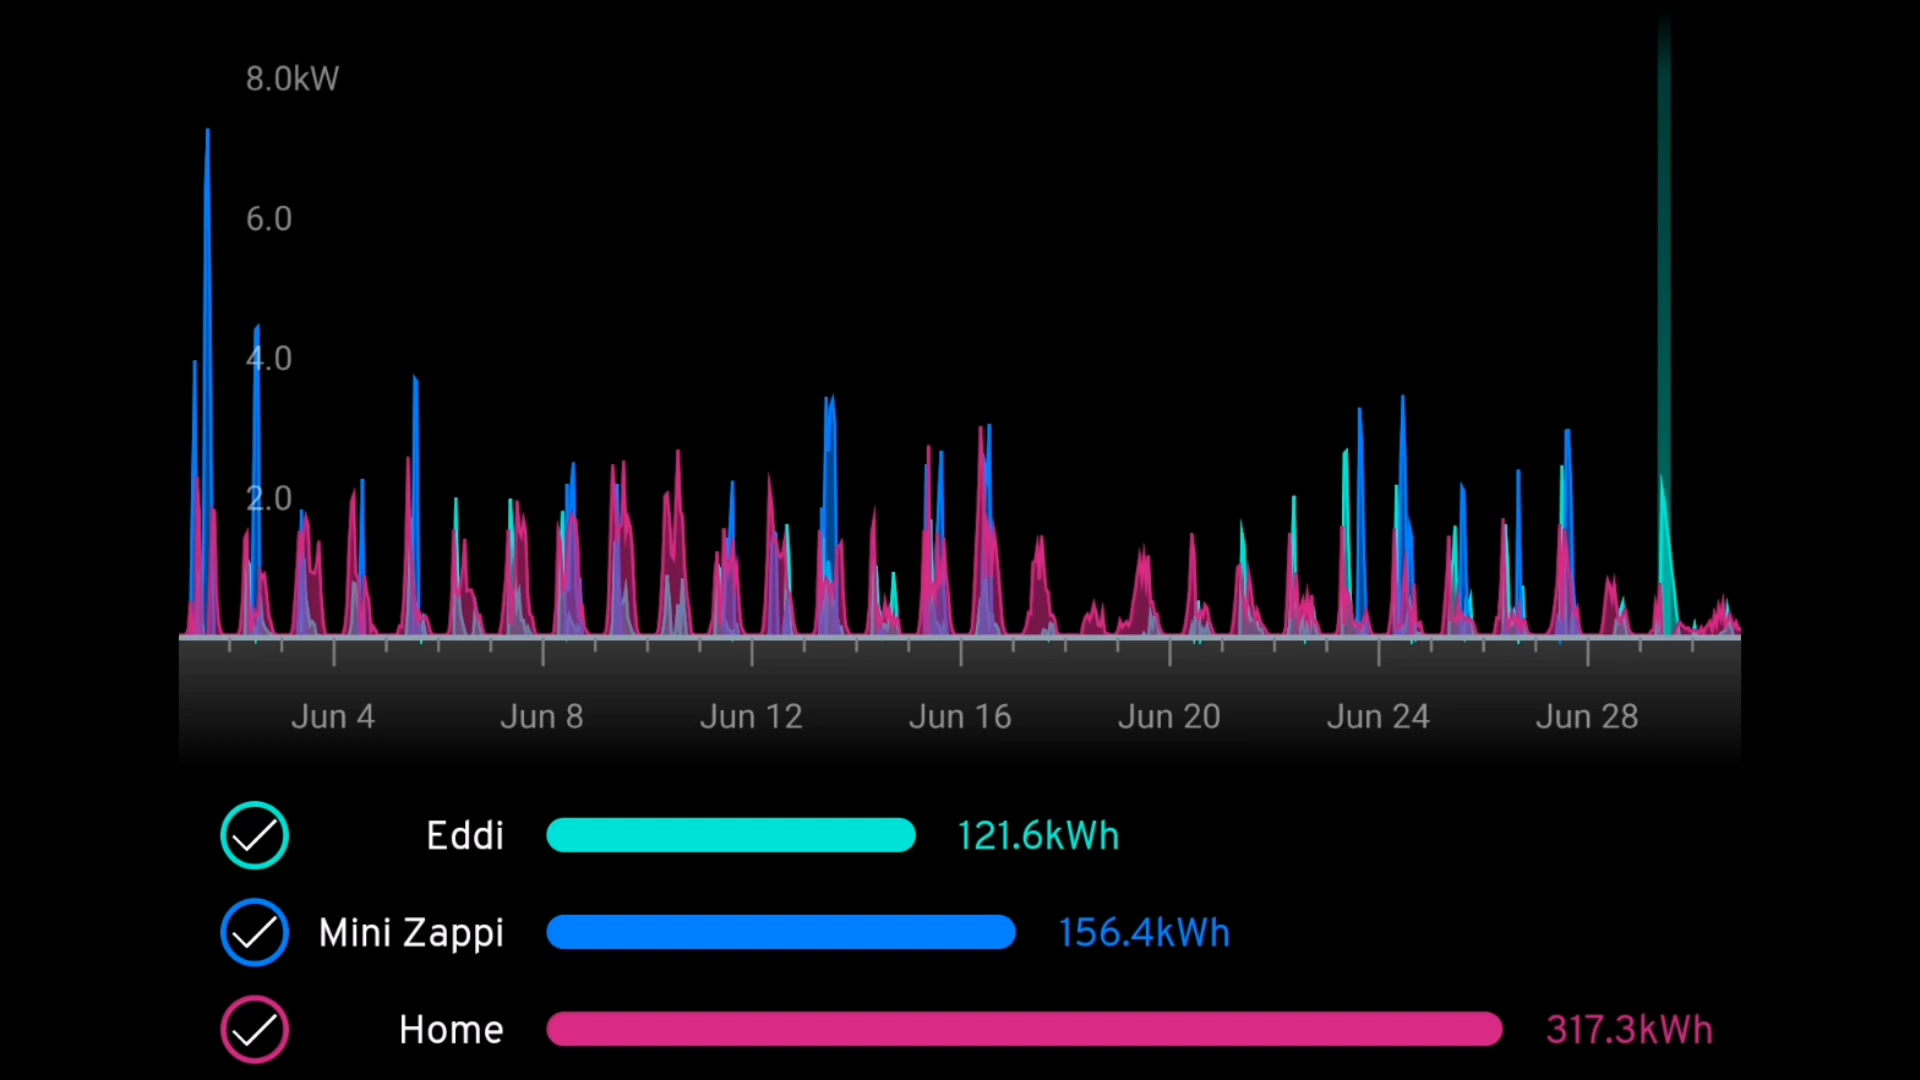 8.0kW
6.0
4.0
2.0
Jun 4 Jun 8 Jun 12 Jun 16 Jun 20 Jun 24 Jun 28
Eddi 121.6kWh
Mini Zappi 156.4kWh
Home 317.3kWh